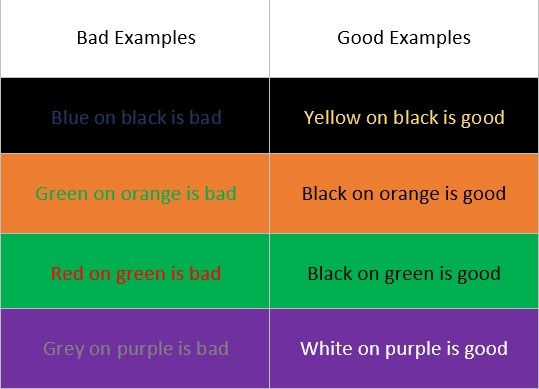 Bad Examples
Good Examples
Blue on black is bad
Yellow on black is good
Green on orange is bad
Black on orange is good
Red on green is bad
Black on green is good
Grey on purple is bad
White on purple is good